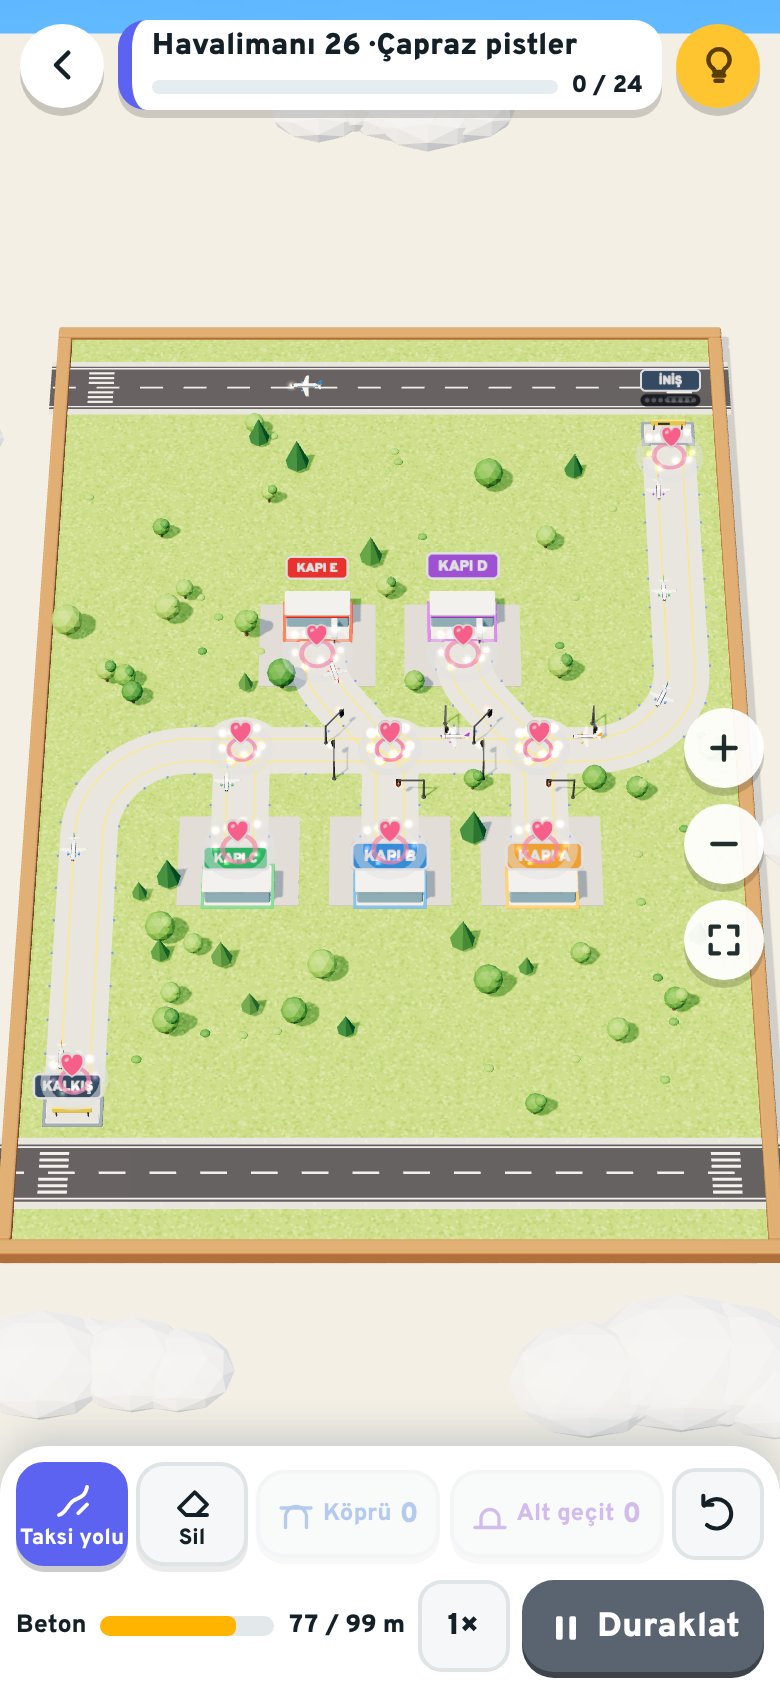 Havalimanı 26 ·Çapraz pistler
0 / 24
İNİŞ
KAPI E
KAPI D
KAPI C
KAPI B
KAPI A
KALKIŞ
Taksi yolu
Sil
Köprü 0
Alt geçit 0
Beton
77 / 99 m
1×
Duraklat